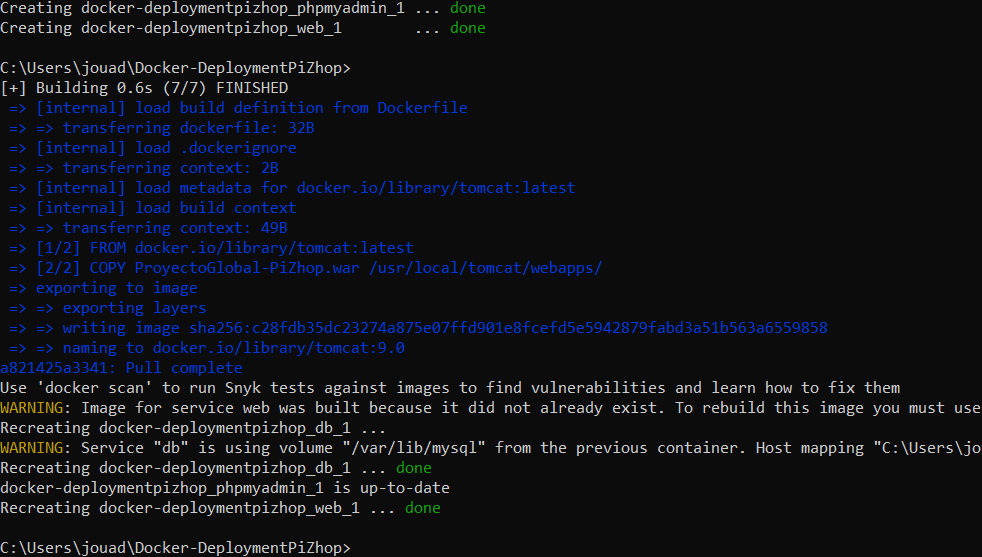 Creating docker-deploymentpizhop_phpmyadmin_1 ... done
Creating docker-deploymentpizhop_web_1        ... done
C:\Users\jouad\Docker-DeploymentPiZhop>
[+] Building 0.6s (7/7) FINISHED
=> [internal] load build definition from Dockerfile
=> => transferring dockerfile: 32B
=> [internal] load .dockerignore
=> => transferring context: 2B
=> [internal] load metadata for docker.io/library/tomcat:latest
=> [internal] load build context
=> => transferring context: 49B
=> [1/2] FROM docker.io/library/tomcat:latest
=> [2/2] COPY ProyectoGlobal-PiZhop.war /usr/local/tomcat/webapps/
=> exporting to image
=> => exporting layers
=> => writing image sha256:c28fdb35dc23274a875e07ffd901e8fcefd5e5942879fabd3a51b563a6559858
=> => naming to docker.io/library/tomcat:9.0
a821425a3341: Pull complete
Use 'docker scan' to run Snyk tests against images to find vulnerabilities and learn how to fix them
WARNING: Image for service web was built because it did not already exist. To rebuild this image you must use
Recreating docker-deploymentpizhop_db_1 ...
WARNING: Service "db" is using volume "/var/lib/mysql" from the previous container. Host mapping "C:\Users\jo
Recreating docker-deploymentpizhop_db_1 ... done
docker-deploymentpizhop_phpmyadmin_1 is up-to-date
Recreating docker-deploymentpizhop_web_1 ... done
C:\Users\jouad\Docker-DeploymentPiZhop>